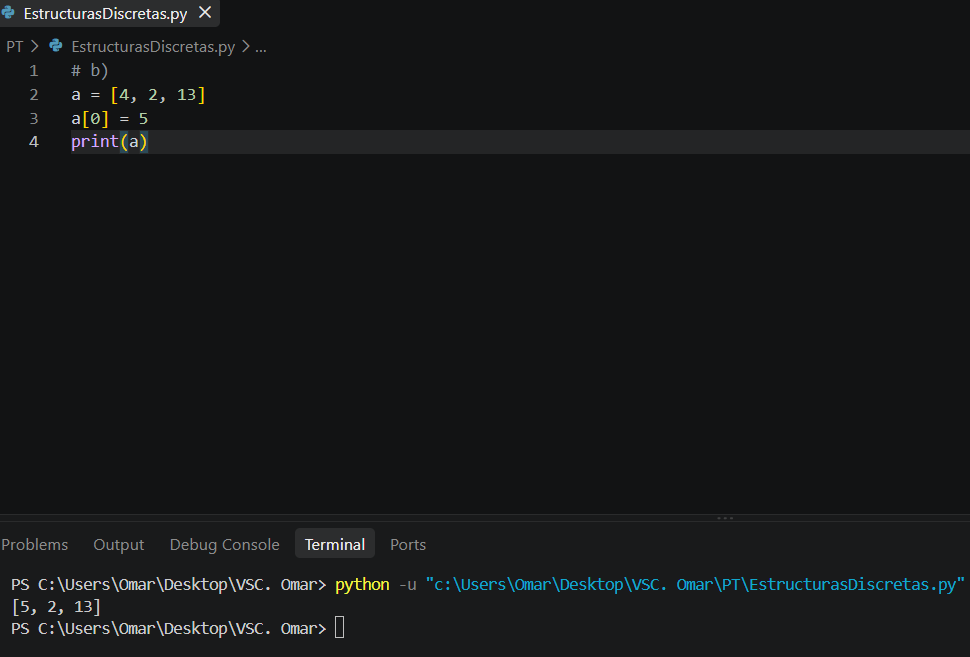 EstructurasDiscretas.py
PT > EstructurasDiscretas.py > ...
1 # b)
2 a = [4, 2, 13]
3 a[0] = 5
4 print(a)
Problems Output Debug Console Terminal Ports
PS C:\Users\Omar\Desktop\VSC. Omar> python -u "c:\Users\Omar\Desktop\VSC. Omar\PT\EstructurasDiscretas.py"
[5, 2, 13]
PS C:\Users\Omar\Desktop\VSC. Omar>